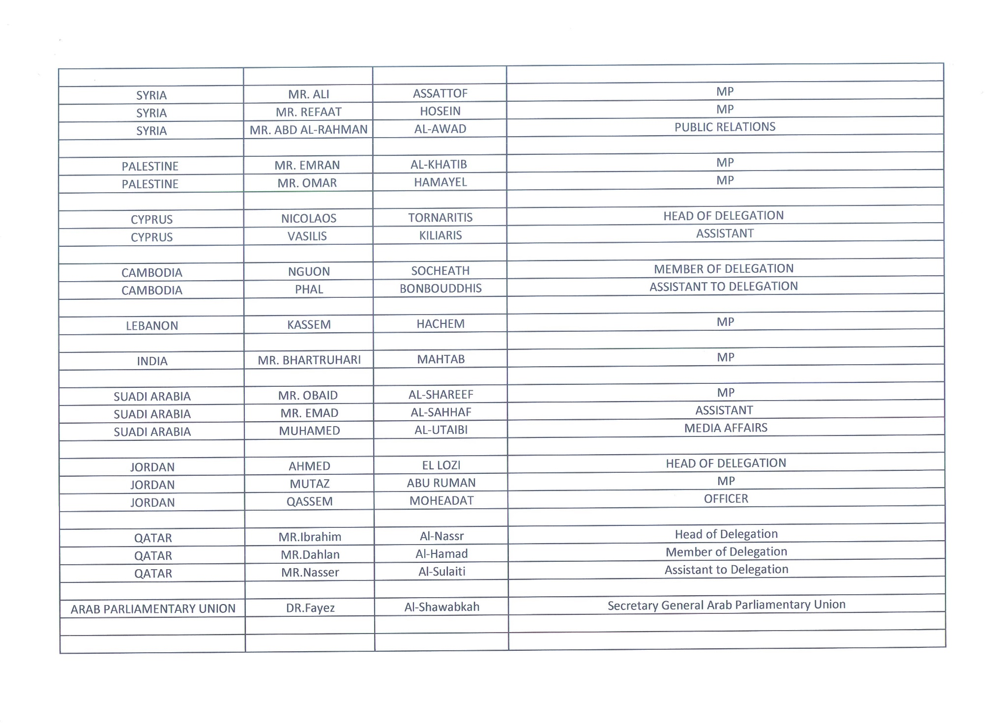 SYRIA MR. ALI ASSATTOF MP
SYRIA MR. REFAAT HOSEIN MP
SYRIA MR. ABD AL-RAHMAN AL-AWAD PUBLIC RELATIONS
PALESTINE MR. EMRAN AL-KHATIB MP
PALESTINE MR. OMAR HAMAYEL MP
CYPRUS NICOLAOS TORNARITIS HEAD OF DELEGATION
CYPRUS VASILIS KILIARIS ASSISTANT
CAMBODIA NGUON SOCHEATH MEMBER OF DELEGATION
CAMBODIA PHAL BONBOUDDHIS ASSISTANT TO DELEGATION
LEBANON KASSEM HACHEM MP
INDIA MR. BHARTRUHARI MAHTAB MP
SUADI ARABIA MR. OBAID AL-SHAREEF MP
SUADI ARABIA MR. EMAD AL-SAHHAF ASSISTANT
SUADI ARABIA MUHAMED AL-UTAIBI MEDIA AFFAIRS
JORDAN AHMED EL LOZI HEAD OF DELEGATION
JORDAN MUTAZ ABU RUMAN MP
JORDAN QASSEM MOHEADAT OFFICER
QATAR MR.Ibrahim Al-Nassr Head of Delegation
QATAR MR.Dahlan Al-Hamad Member of Delegation
QATAR MR.Nasser Al-Sulaiti Assistant to Delegation
ARAB PARLIAMENTARY UNION DR.Fayez Al-Shawabkah Secretary General Arab Parliamentary Union